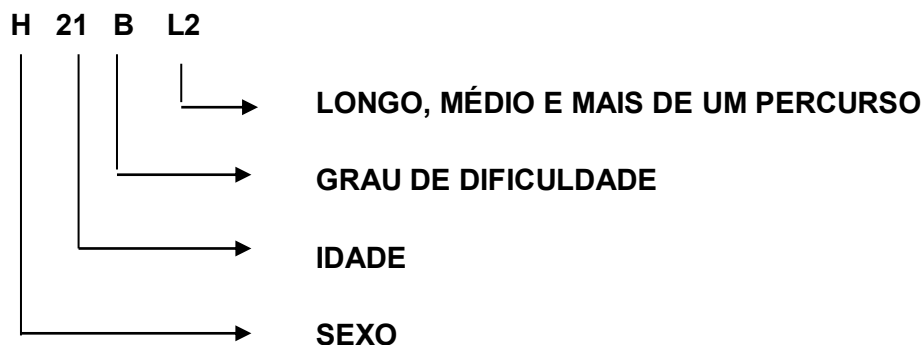 H 21 B L2
LONGO, MÉDIO E MAIS DE UM PERCURSO
GRAU DE DIFICULDADE
IDADE
SEXO